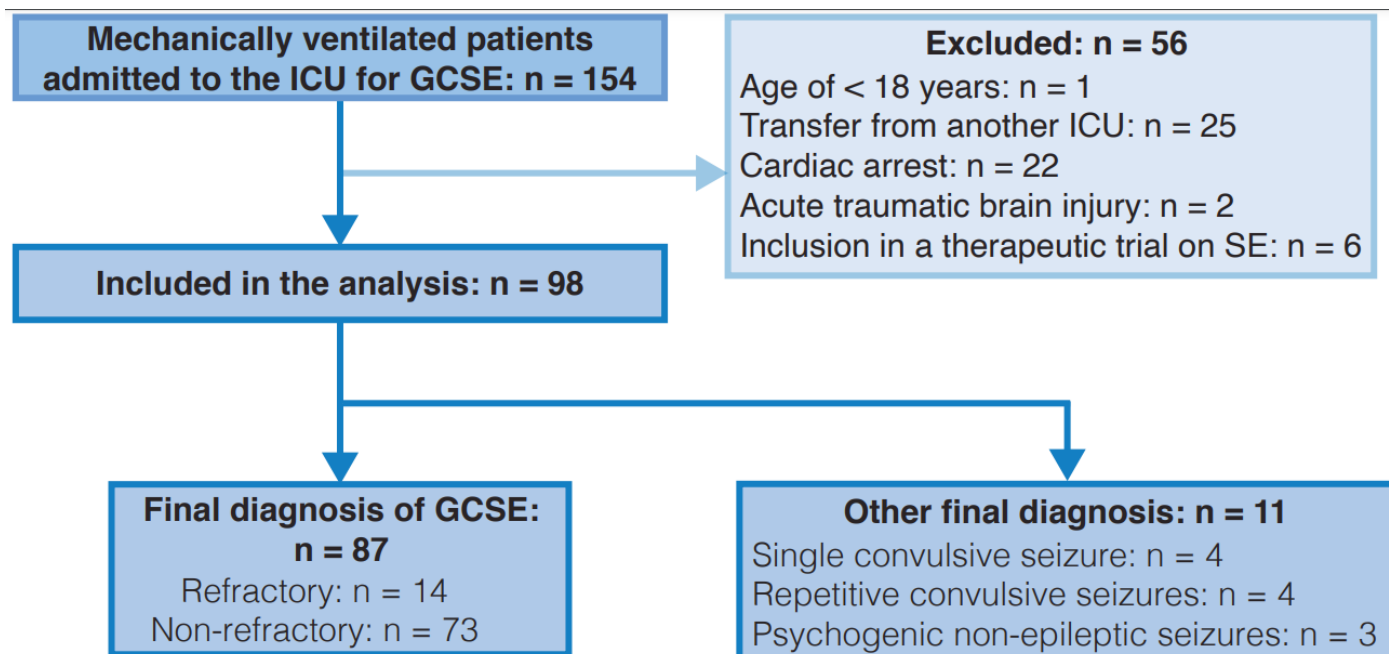 Mechanically ventilated patients
admitted to the ICU for GCSE: n = 154
Excluded: n = 56
Age of < 18 years: n = 1
Transfer from another ICU: n = 25
Cardiac arrest: n = 22
Acute traumatic brain injury: n = 2
Inclusion in a therapeutic trial on SE: n = 6
Included in the analysis: n = 98
Final diagnosis of GCSE:
n = 87
Refractory: n = 14
Non-refractory: n = 73
Other final diagnosis: n = 11
Single convulsive seizure: n = 4
Repetitive convulsive seizures: n = 4
Psychogenic non-epileptic seizures: n = 3